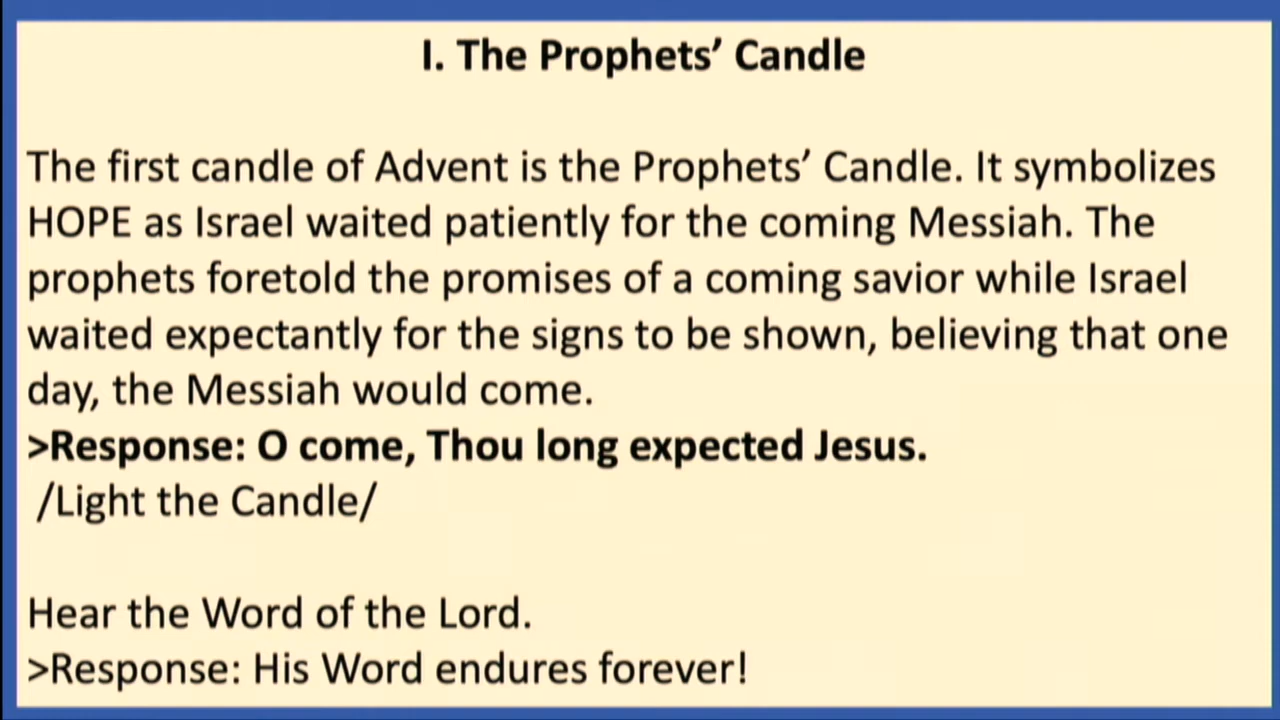 I. The Prophets’ Candle
The first candle of Advent is the Prophets’ Candle. It symbolizes
HOPE as Israel waited patiently for the coming Messiah. The
prophets foretold the promises of a coming savior while Israel
waited expectantly for the signs to be shown, believing that one
day, the Messiah would come.
>Response: O come, Thou long expected Jesus.
/Light the Candle/
Hear the Word of the Lord.
>Response: His Word endures forever!